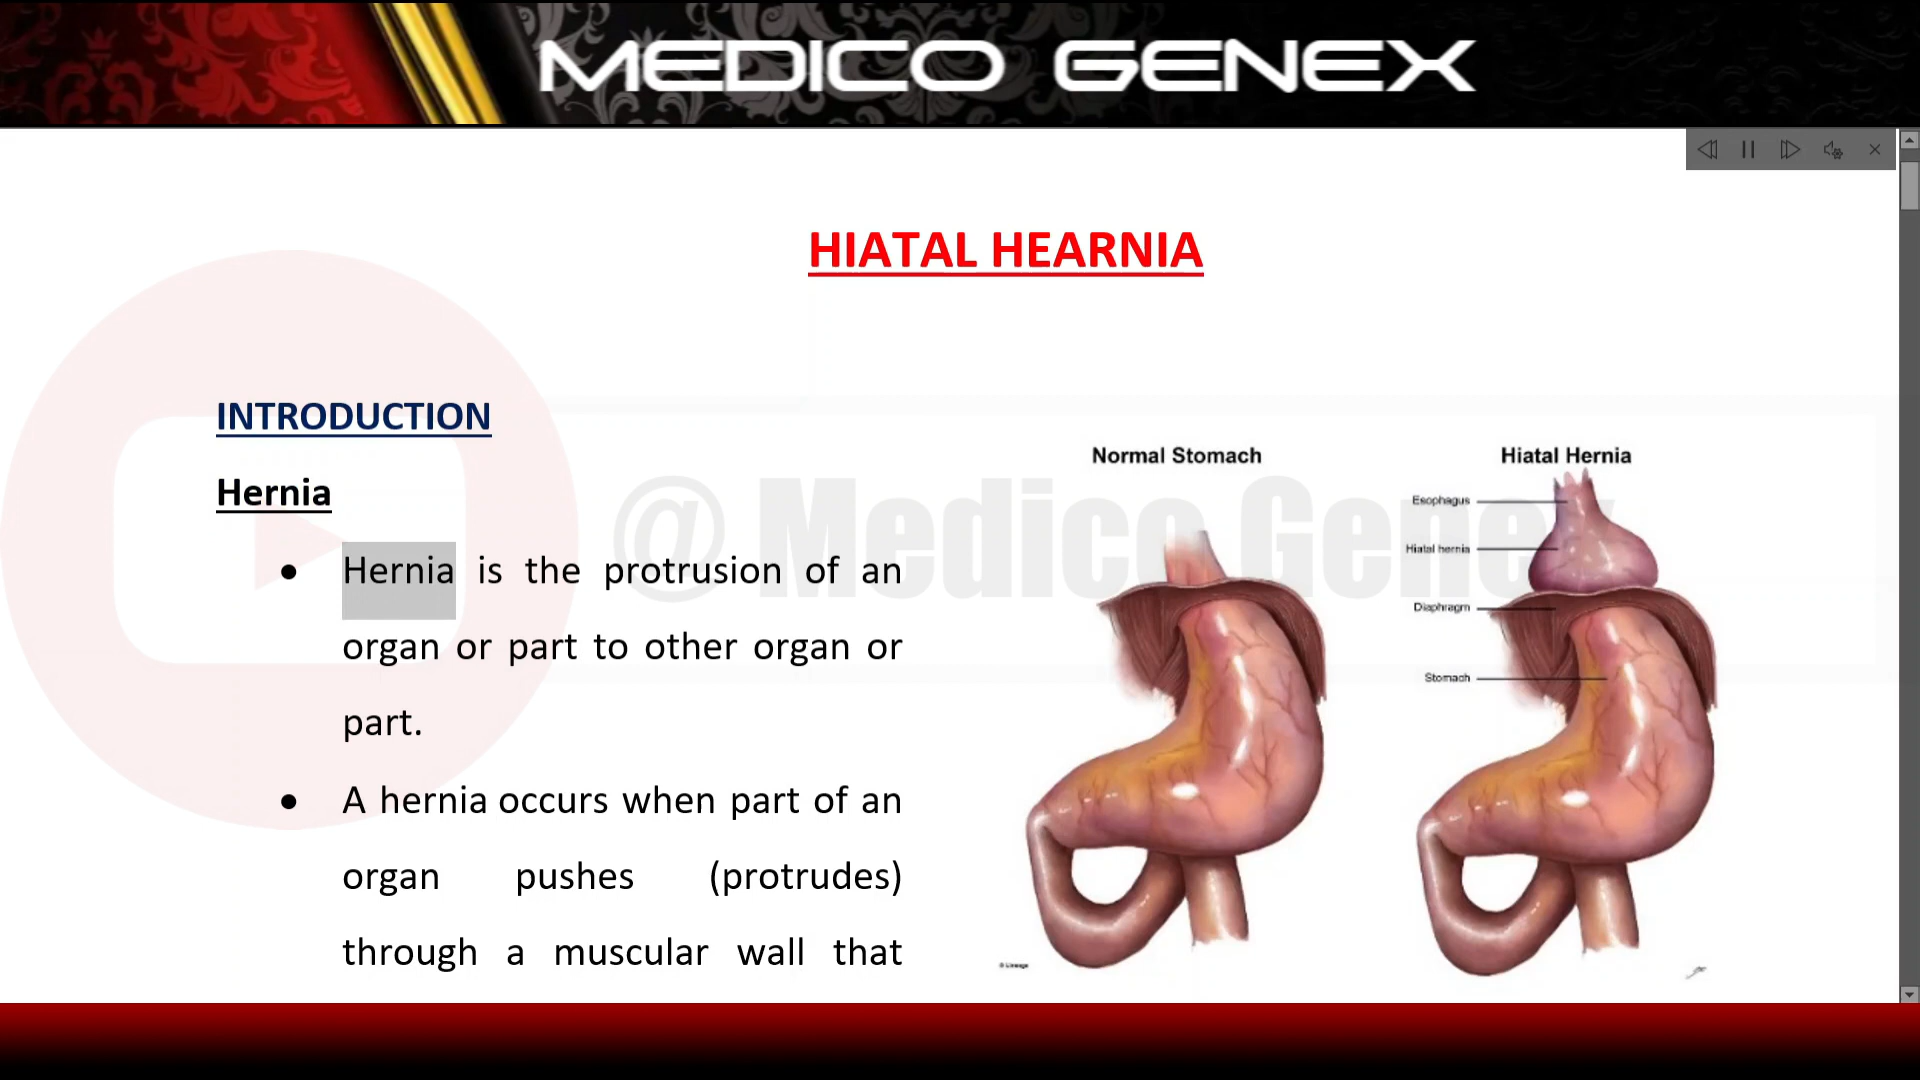 MEDICO GENEX
HIATAL HEARNIA
INTRODUCTION
Hernia
• Hernia is the protrusion of an
organ or part to other organ or
part.
• A hernia occurs when part of an
organ pushes (protrudes)
through a muscular wall that
Normal Stomach
Hiatal Hernia
Esophagus
Hiatal hernia
Diaphragm
Stomach
© Lineage
@ Medico Genex